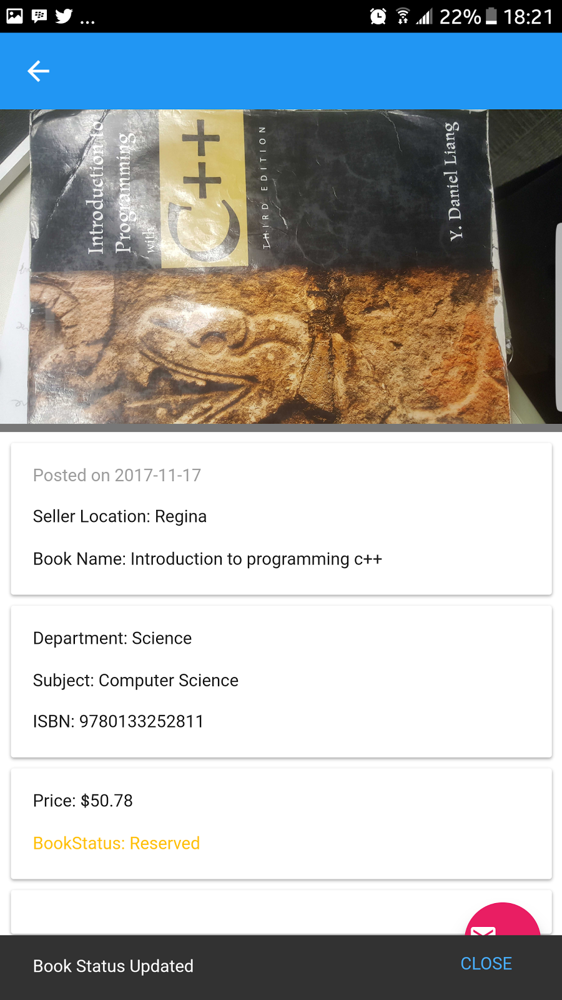 ...
22%
18:21
Introduction to
Programming
with
C++
THIRD EDITION
Y. Daniel Liang
Posted on 2017-11-17
Seller Location: Regina
Book Name: Introduction to programming c++
Department: Science
Subject: Computer Science
ISBN: 9780133252811
Price: $50.78
BookStatus: Reserved
Book Status Updated
CLOSE